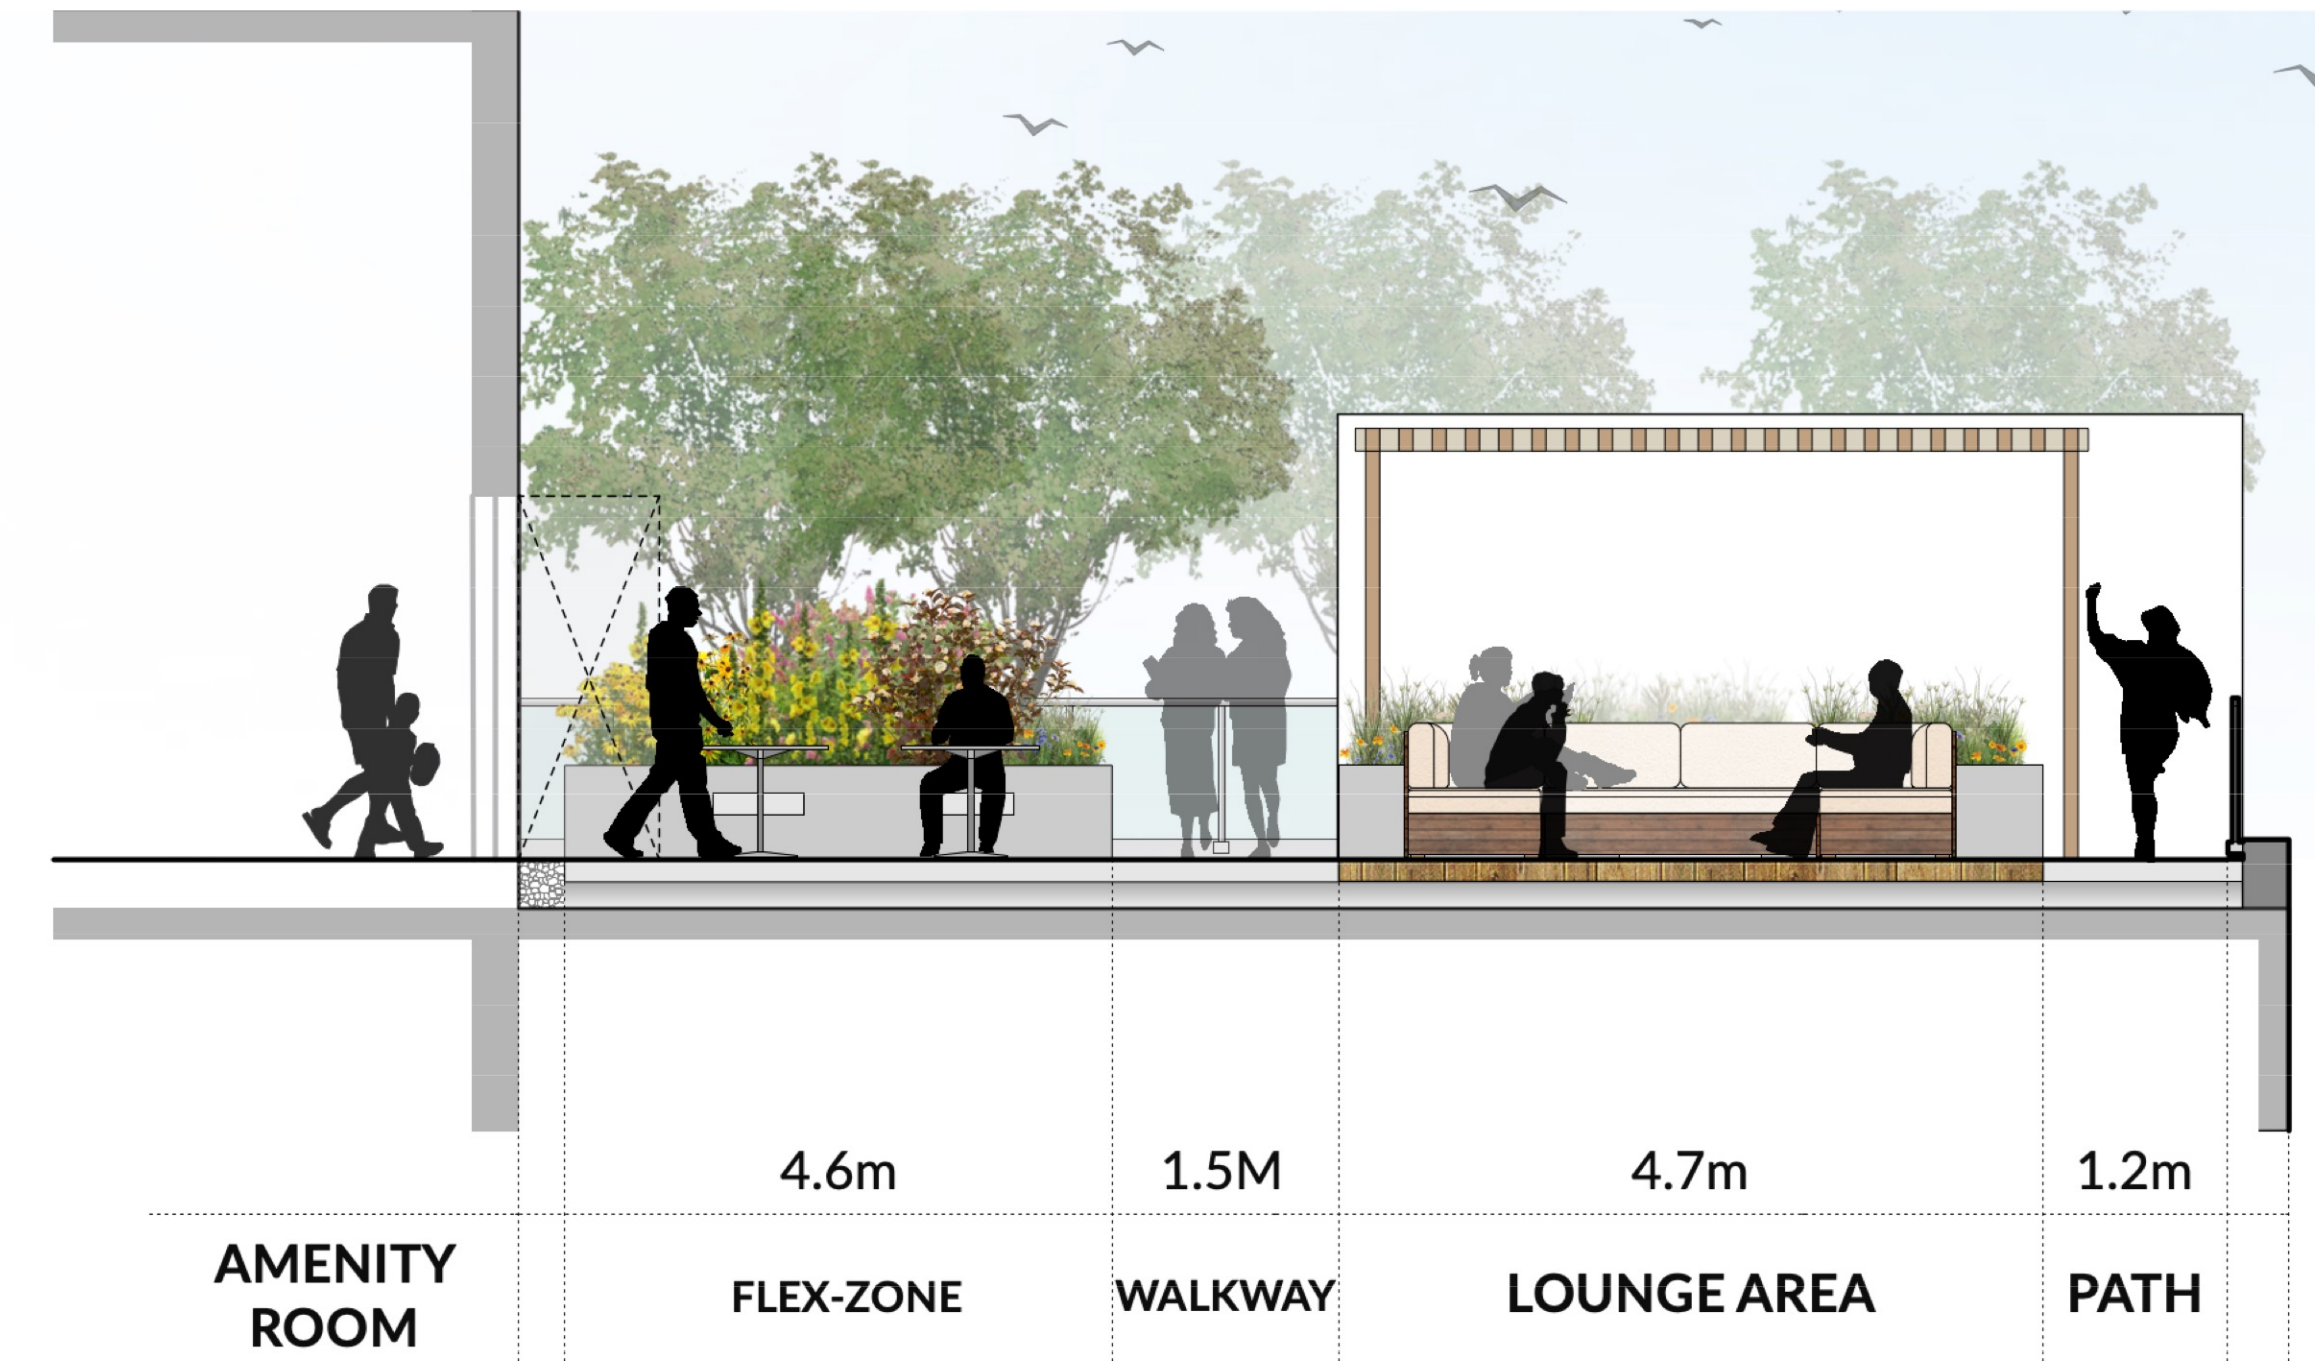 4.6m
1.5M
4.7m
1.2m
AMENITY
ROOM
FLEX-ZONE
WALKWAY
LOUNGE AREA
PATH